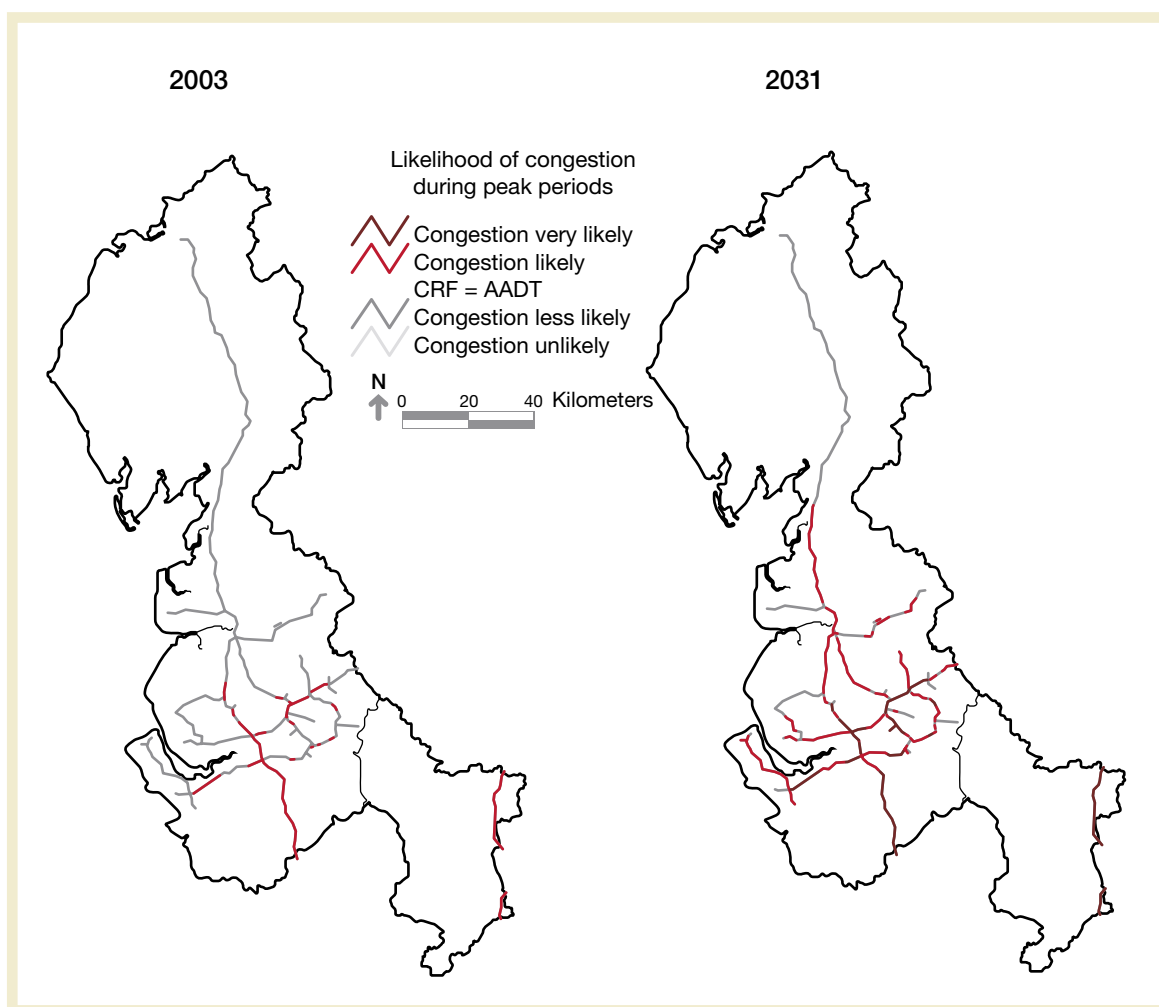 2003
2031
Likelihood of congestion
during peak periods
Congestion very likely
Congestion likely
CRF = AADT
Congestion less likely
Congestion unlikely
N
0 20 40 Kilometers